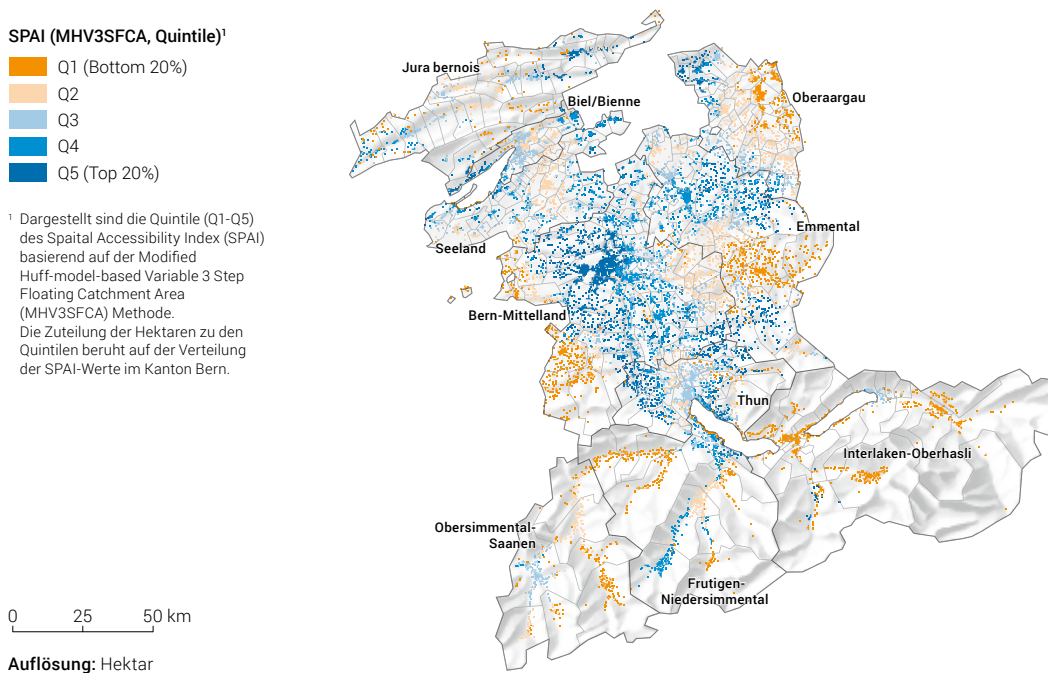 SPAI (MHV3SFCA, Quintile)¹
Q1 (Bottom 20%)
Q2
Q3
Q4
Q5 (Top 20%)
¹ Dargestellt sind die Quintile (Q1-Q5)
des Spaital Accessibility Index (SPAI)
basierend auf der Modified
Huff-model-based Variable 3 Step
Floating Catchment Area
(MHV3SFCA) Methode.
Die Zuteilung der Hektaren zu den
Quintilen beruht auf der Verteilung
der SPAI-Werte im Kanton Bern.
Jura bernois
Biel/Bienne
Oberaargau
Emmental
Seeland
Bern-Mittelland
Thun
Interlaken-Oberhasli
Obersimmental-
Saanen
Frutigen-
Niedersimmental
0 25 50 km
Auflösung: Hektar